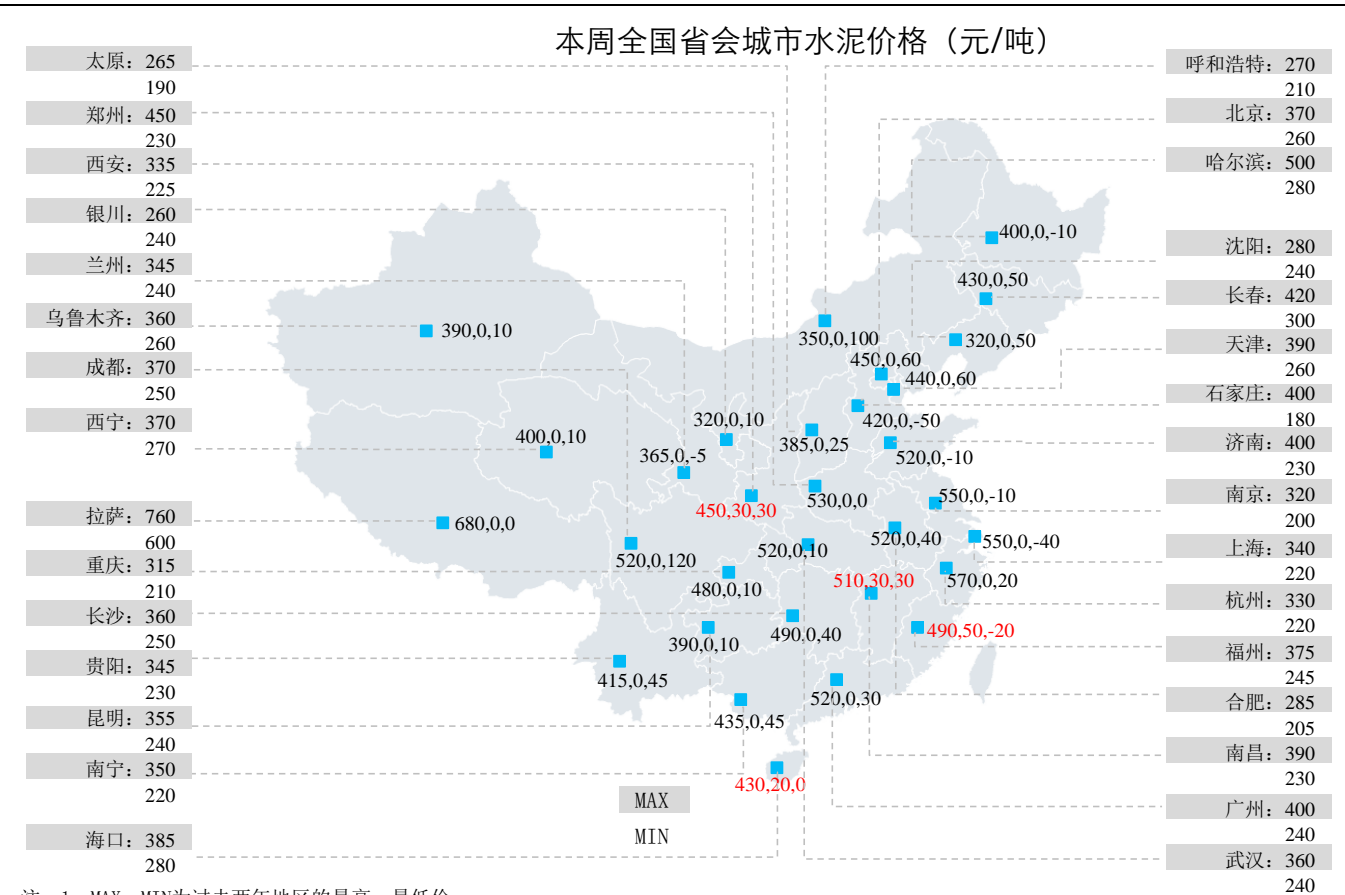 本周全国省会城市水泥价格（元/吨）
太原：265
190
郑州：450
230
西安：335
225
银川：260
240
兰州：345
240
乌鲁木齐：360
260
成都：370
250
西宁：370
270
拉萨：760
600
重庆：315
210
长沙：360
250
贵阳：345
230
昆明：355
240
南宁：350
220
海口：385
280
400,0,-10
430,0,50
390,0,10
350,0,100
320,0,50
450,0,60
440,0,60
320,0,10
420,0,-50
400,0,10
385,0,25
365,0,-5
520,0,-10
530,0,0
550,0,-10
450,30,30
680,0,0
520,0,40
550,0,-40
520,0,10
520,0,120
510,30,30
570,0,20
480,0,10
490,0,40
490,50,-20
390,0,10
415,0,45
520,0,30
435,0,45
430,20,0
MAX
MIN
呼和浩特：270
210
北京：370
260
哈尔滨：500
280
沈阳：280
240
长春：420
300
天津：390
260
石家庄：400
180
济南：400
230
南京：320
200
上海：340
220
杭州：330
220
福州：375
245
合肥：285
205
南昌：390
230
广州：400
240
武汉：360
240